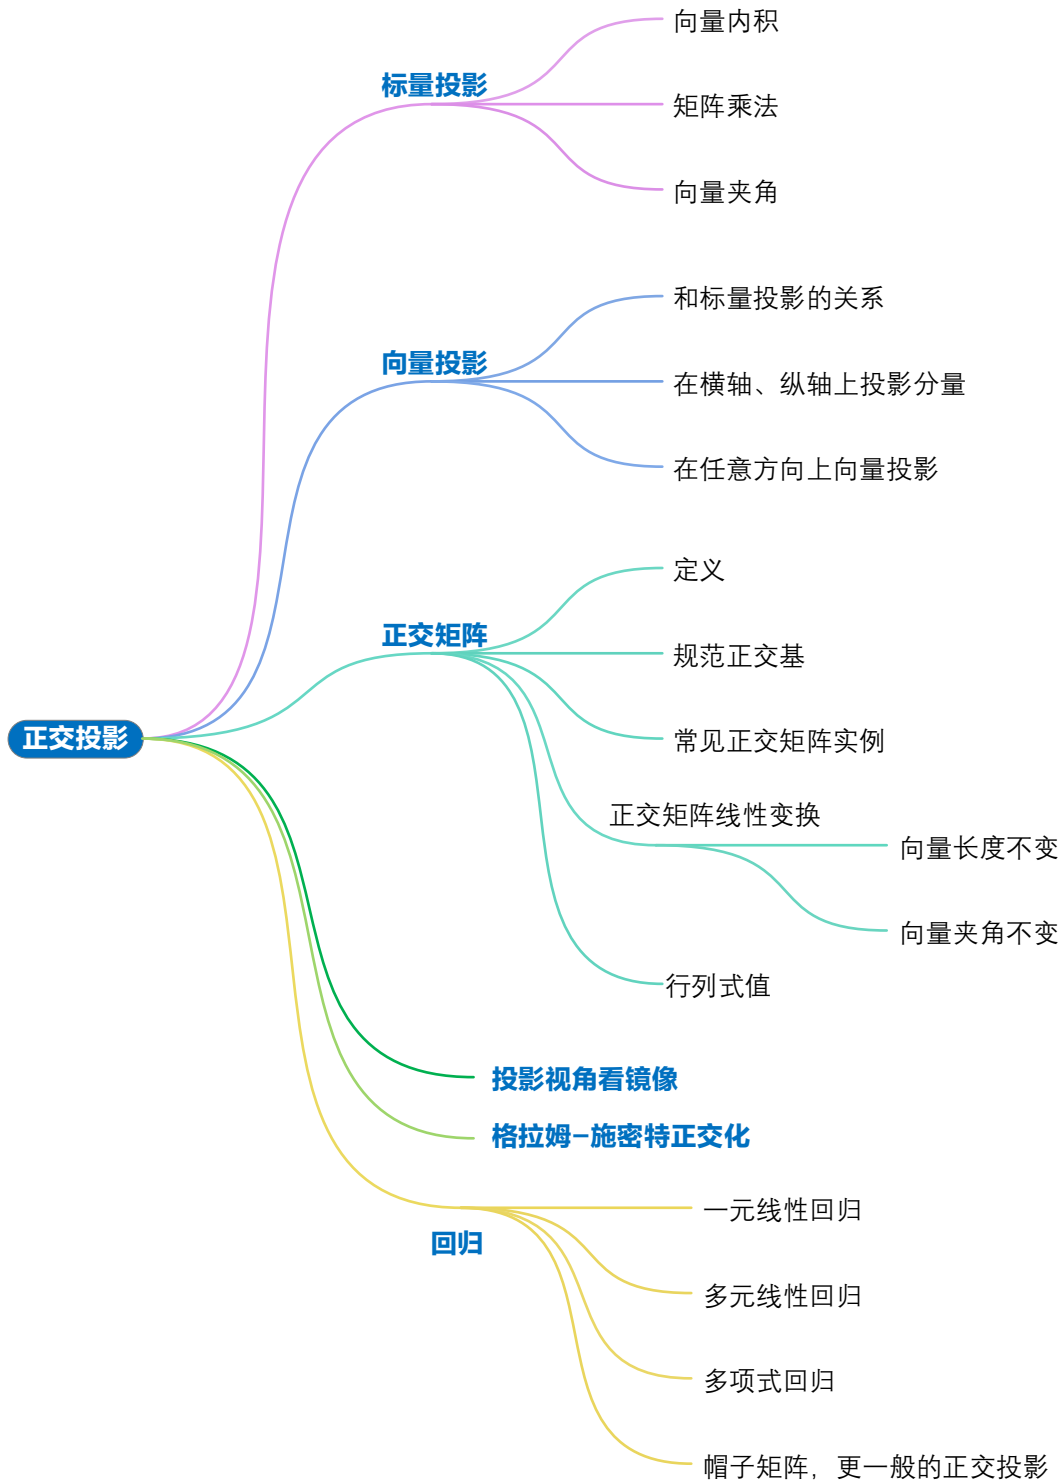 正交投影
标量投影
向量内积
矩阵乘法
向量夹角
向量投影
和标量投影的关系
在横轴、纵轴上投影分量
在任意方向上向量投影
正交矩阵
定义
规范正交基
常见正交矩阵实例
正交矩阵线性变换
向量长度不变
向量夹角不变
行列式值
投影视角看镜像
格拉姆-施密特正交化
回归
一元线性回归
多元线性回归
多项式回归
帽子矩阵，更一般的正交投影